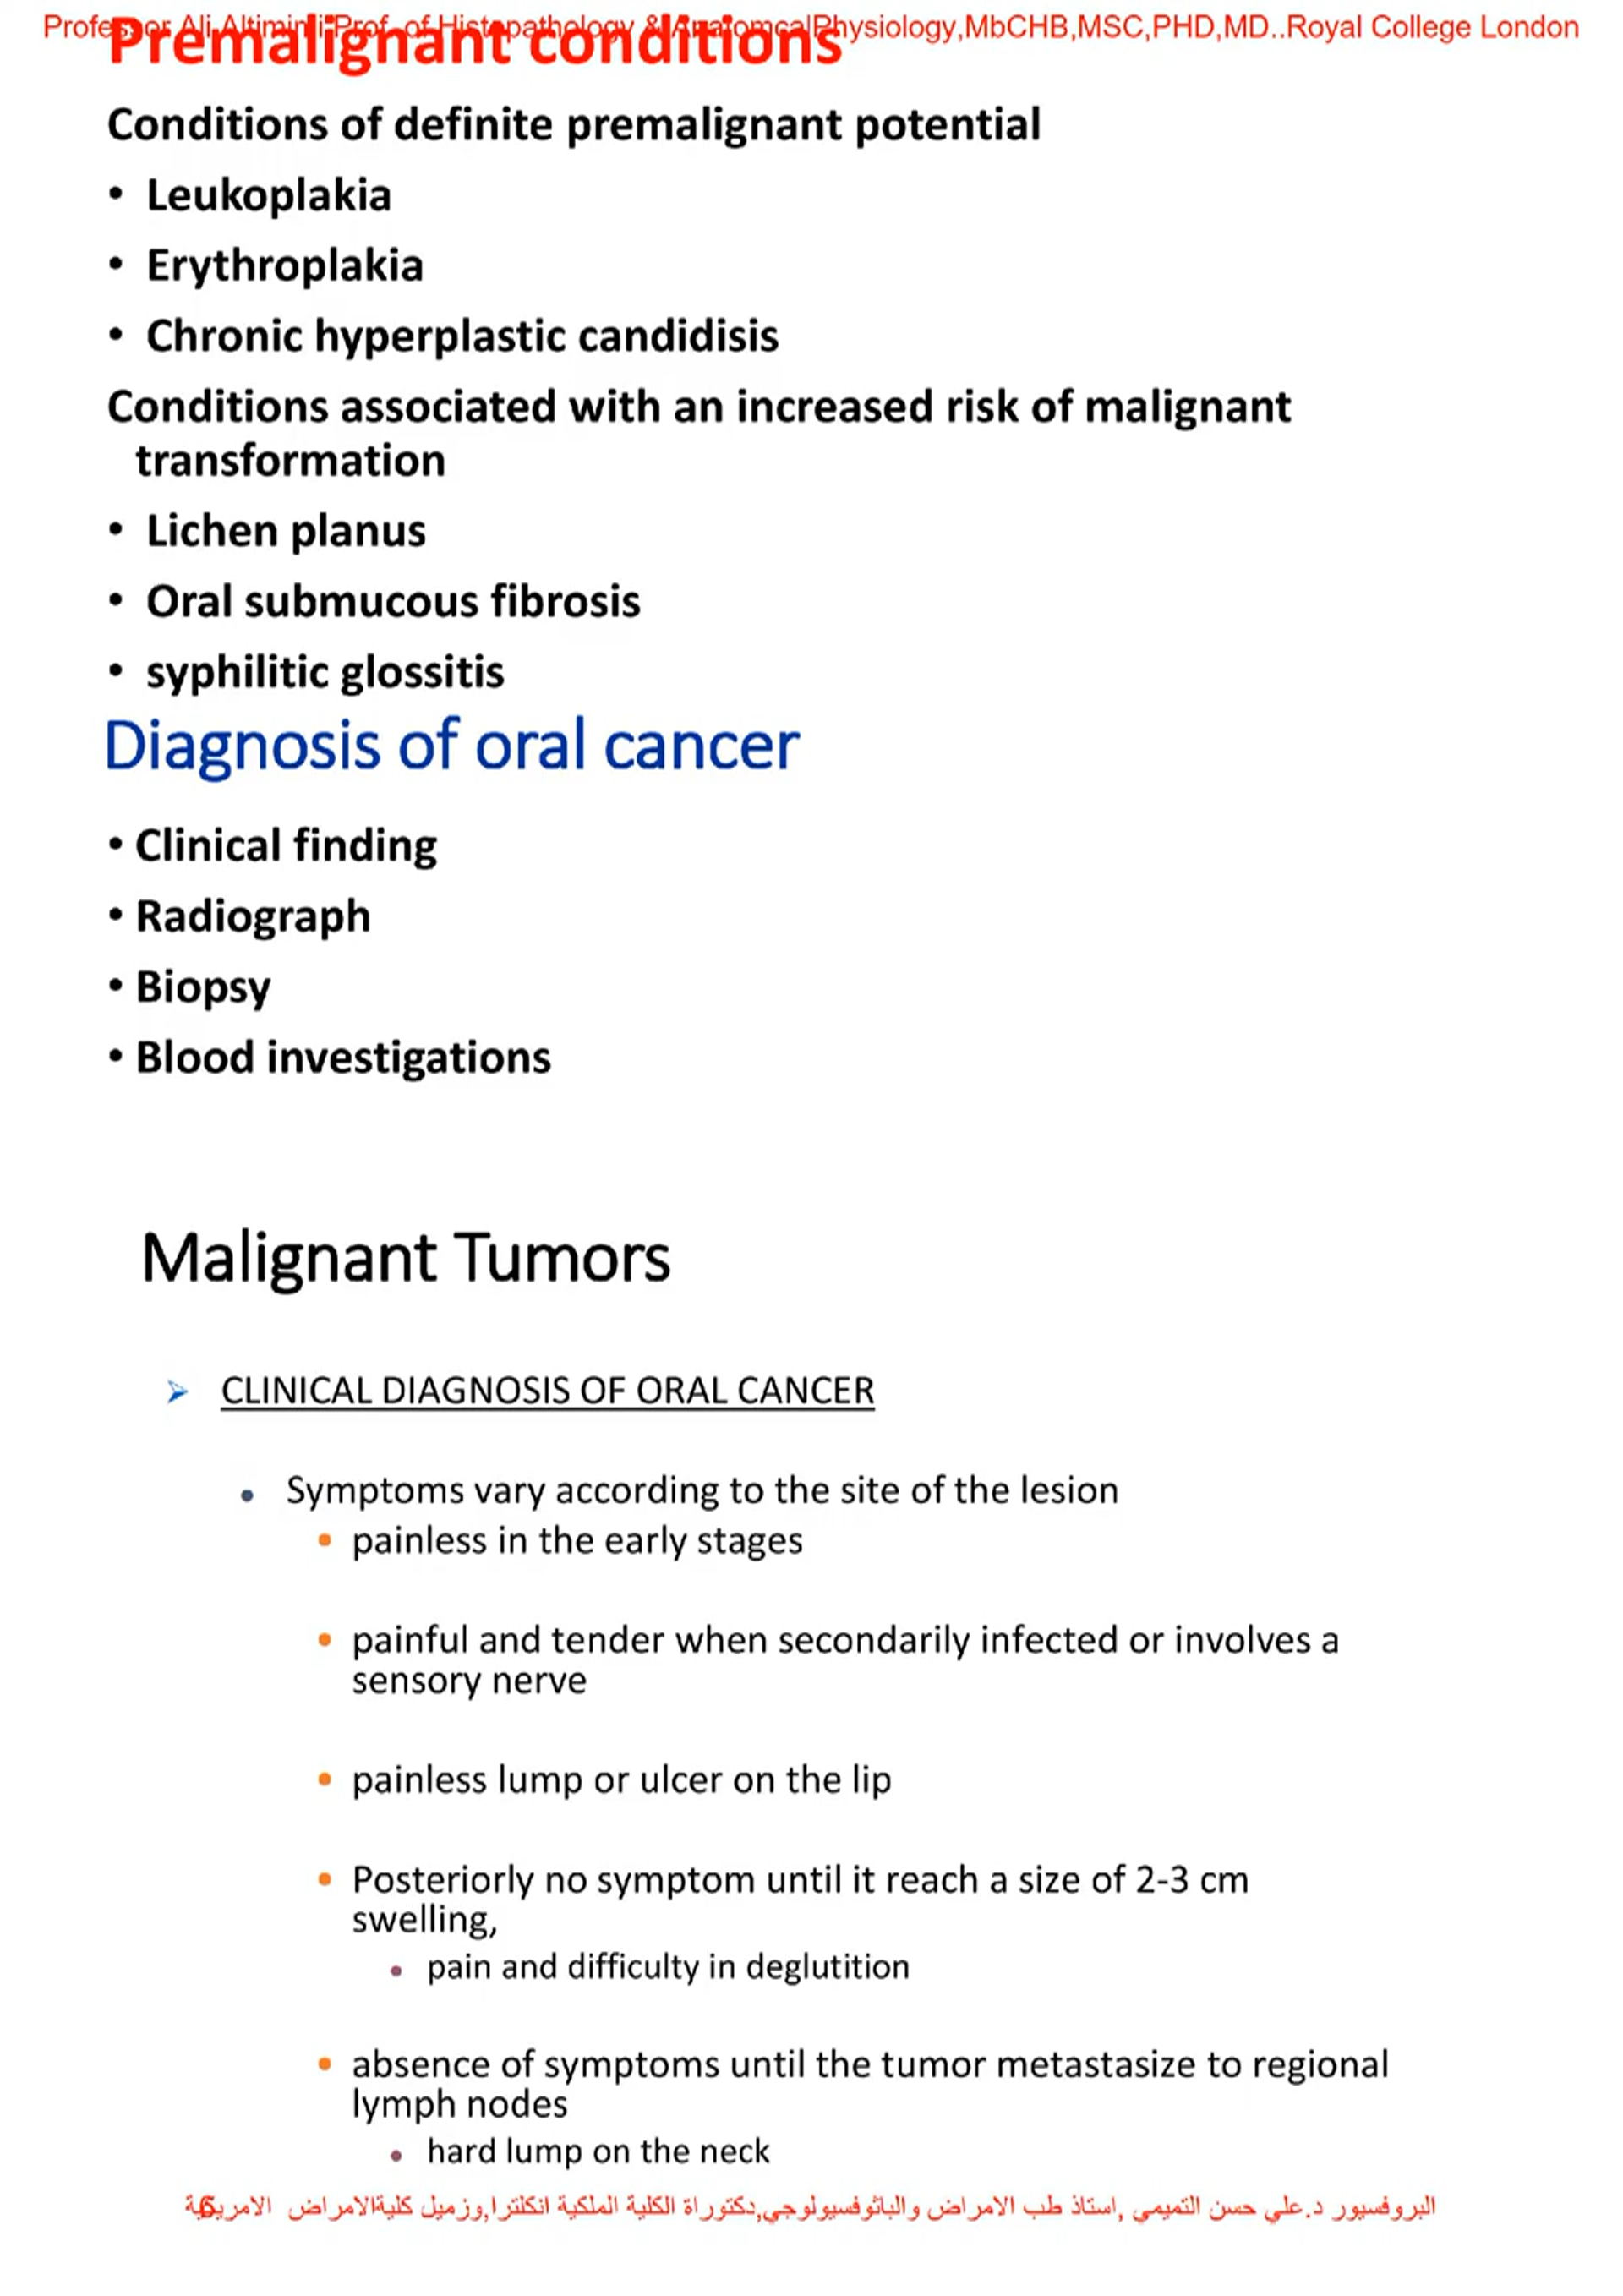 Professor Ali Altiminli Prof. of Histopathology & AnatomcalPhysiology,MbCHB,MSC,PHD,MD..Royal College London
Premalignant conditions
Conditions of definite premalignant potential
• Leukoplakia
• Erythroplakia
• Chronic hyperplastic candidisis
Conditions associated with an increased risk of malignant
transformation
• Lichen planus
• Oral submucous fibrosis
• syphilitic glossitis
Diagnosis of oral cancer
• Clinical finding
• Radiograph
• Biopsy
• Blood investigations
Malignant Tumors
➢ CLINICAL DIAGNOSIS OF ORAL CANCER
• Symptoms vary according to the site of the lesion
• painless in the early stages
• painful and tender when secondarily infected or involves a
sensory nerve
• painless lump or ulcer on the lip
• Posteriorly no symptom until it reach a size of 2-3 cm
swelling,
• pain and difficulty in deglutition
• absence of symptoms until the tumor metastasize to regional
lymph nodes
• hard lump on the neck
البروفسيور د.علي حسن التميمي ,استاذ طب الامراض والباثوفسيولوجي,دكتوراة الكلية الملكية انكلترا,وزميل كليةالامراض الامريكية
6